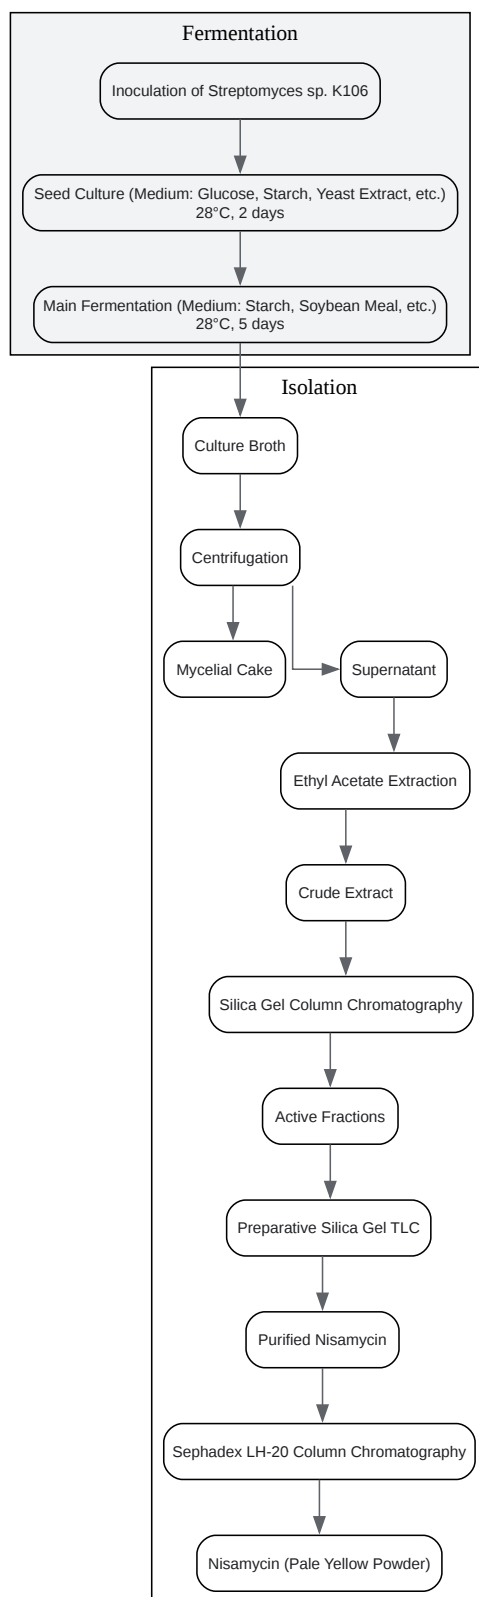 Fermentation
Inoculation of Streptomyces sp. K106
Seed Culture (Medium: Glucose, Starch, Yeast Extract, etc.)
28°C, 2 days
Main Fermentation (Medium: Starch, Soybean Meal, etc.)
28°C, 5 days
Isolation
Culture Broth
Centrifugation
Mycelial Cake
Supernatant
Ethyl Acetate Extraction
Crude Extract
Silica Gel Column Chromatography
Active Fractions
Preparative Silica Gel TLC
Purified Nisamycin
Sephadex LH-20 Column Chromatography
Nisamycin (Pale Yellow Powder)